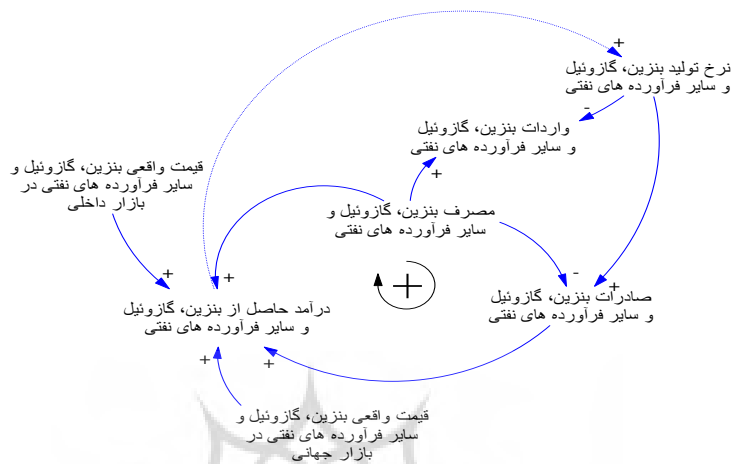 +
نرخ تولید بنزین، گازوئیل
و سایر فرآورده های نفتی
-
واردات بنزین، گازوئیل
و سایر فرآورده های نفتی
+
قیمت واقعی بنزین، گازوئیل و
سایر فرآورده های نفتی در
بازار داخلی
مصرف بنزین، گازوئیل و
سایر فرآورده های نفتی
+
+
-
+
+
صادرات بنزین، گازوئیل
و سایر فرآورده های نفتی
درآمد حاصل از بنزین، گازوئیل
و سایر فرآورده های نفتی
+
+
قیمت واقعی بنزین، گازوئیل و
سایر فرآورده های نفتی در
بازار جهانی